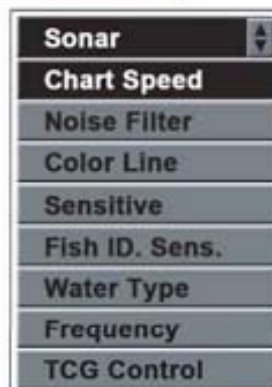 Sonar
Chart Speed
Noise Filter
Color Line
Sensitive
Fish ID. Sens.
Water Type
Frequency
TCG Control